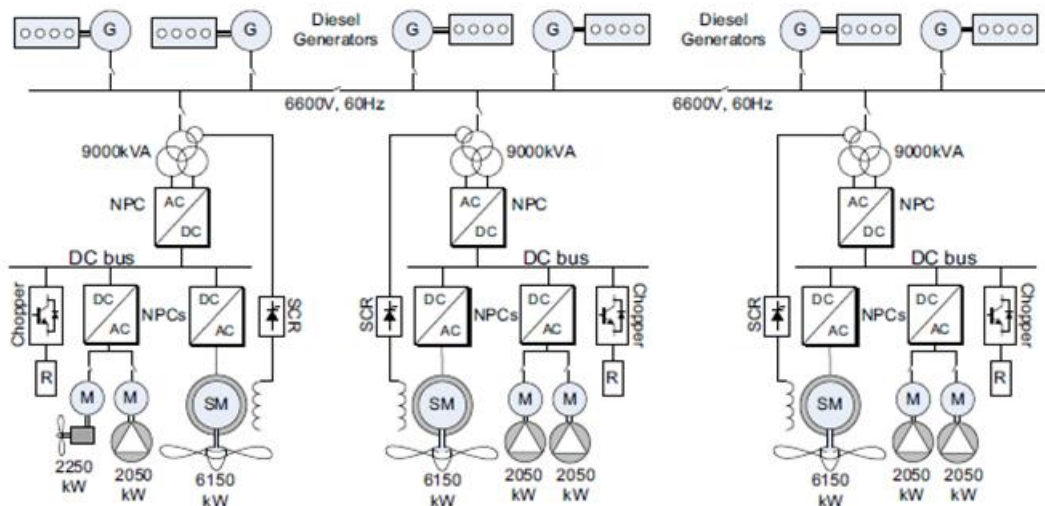 G G Diesel Generators G G Diesel Generators G G
6600V, 60Hz 6600V, 60Hz
9000kVA 9000kVA 9000kVA
NPC AC DC AC DC NPC AC DC NPC
DC bus DC bus DC bus
Chopper DC AC NPCs DC AC SCR SCR DC AC NPCs DC AC Chopper SCR DC AC NPCs DC AC Chopper
R R R
M M SM SM M M SM M M
2250 kW 2050 kW 6150 kW 6150 kW 2050 kW 2050 kW 6150 kW 2050 kW 2050 kW